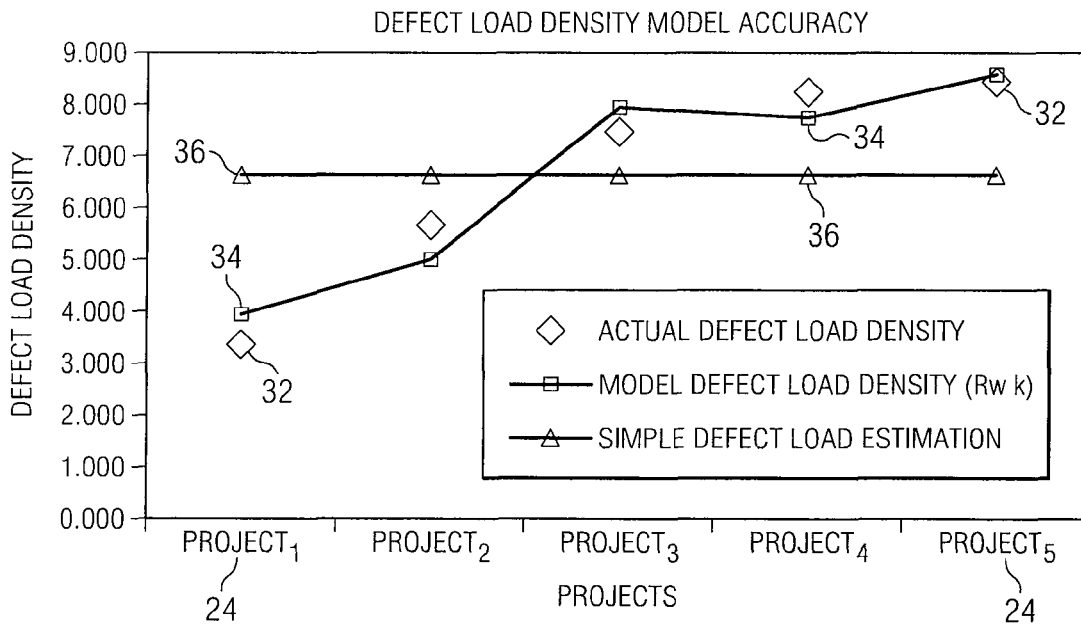 DEFECT LOAD DENSITY MODEL ACCURACY
DEFECT LOAD DENSITY
9.000
8.000
7.000
6.000
5.000
4.000
3.000
2.000
1.000
0.000
36
34
32
34
32
36
ACTUAL DEFECT LOAD DENSITY
MODEL DEFECT LOAD DENSITY (Rw k)
SIMPLE DEFECT LOAD ESTIMATION
PROJECT₁ PROJECT₂ PROJECT₃ PROJECT₄ PROJECT₅
24 24
PROJECTS